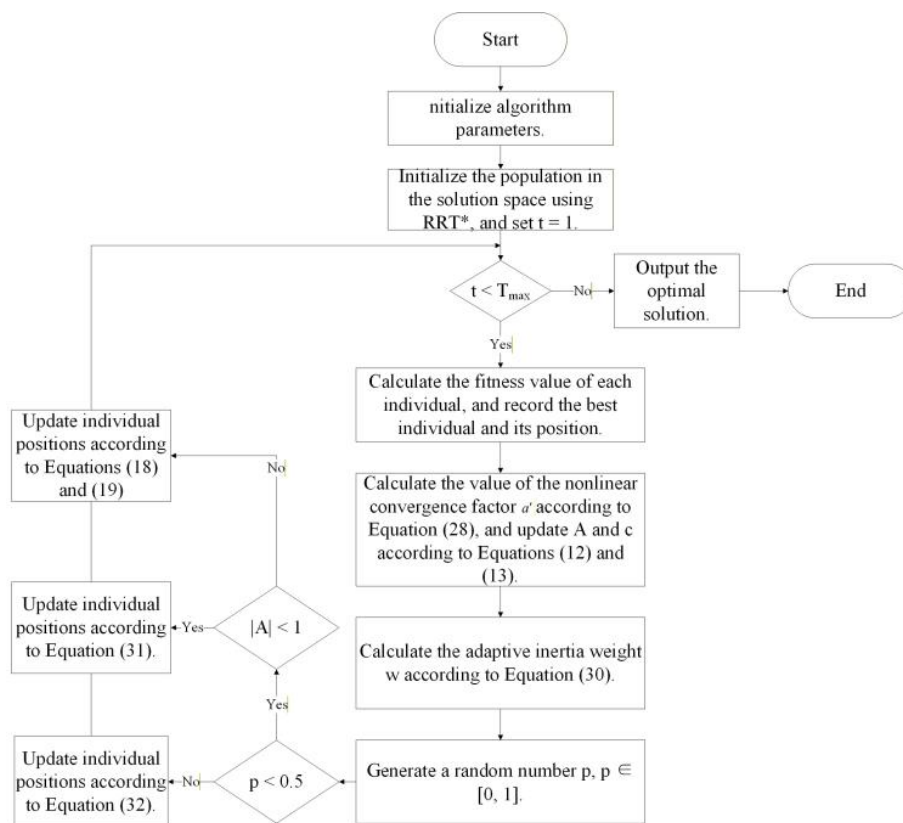 Start
nitialize algorithm
parameters.
Initialize the population in
the solution space using
RRT*, and set t = 1.
t < Tmax
No
Output the
optimal
solution.
End
Yes
Calculate the fitness value of each
individual, and record the best
individual and its position.
Calculate the value of the nonlinear
convergence factor a' according to
Equation (28), and update A and c
according to Equations (12) and
(13).
Calculate the adaptive inertia weight
w according to Equation (30).
Generate a random number p, p ∈
[0, 1].
p < 0.5
No
Update individual
positions according
to Equation (32).
Yes
|A| < 1
Yes
Update individual
positions according
to Equation (31).
No
Update individual
positions according
to Equations (18)
and (19)